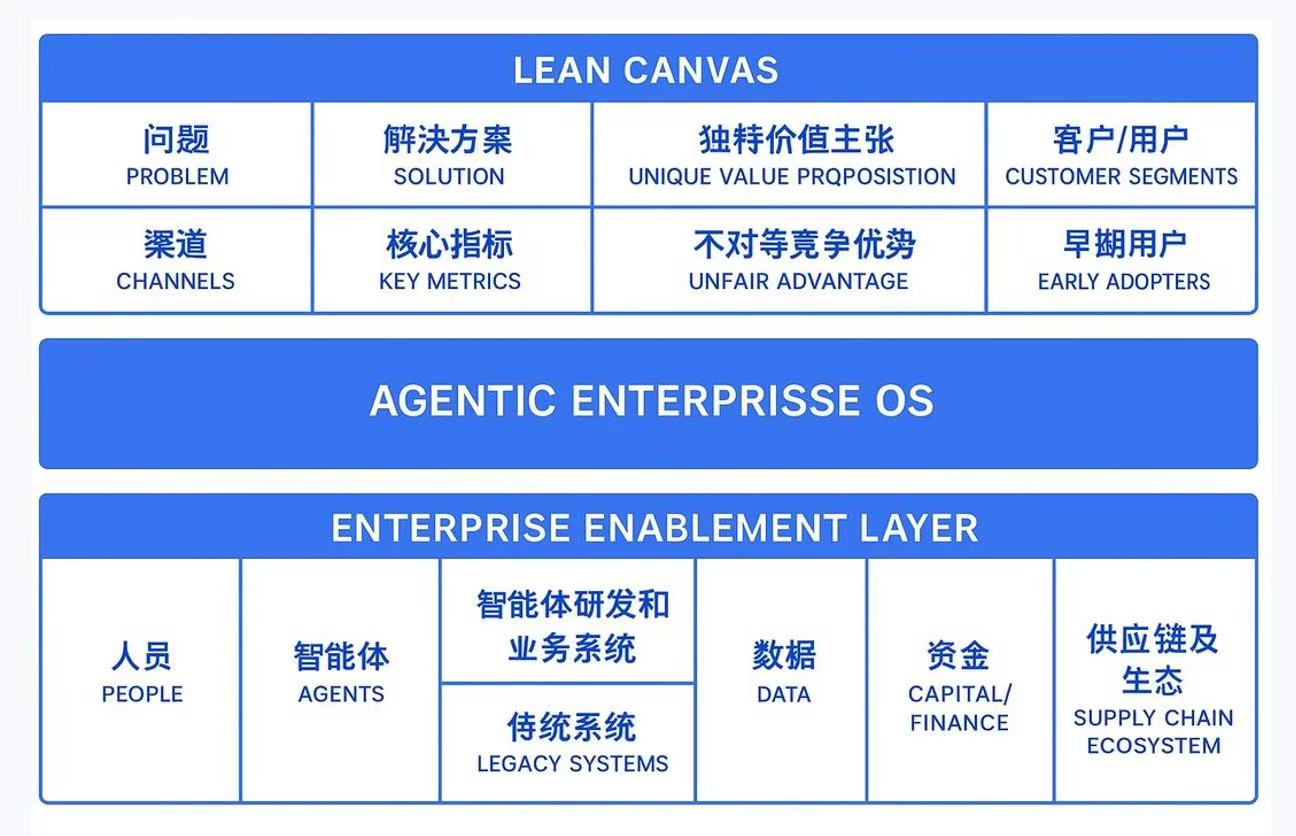 LEAN CANVAS
问题
PROBLEM
解决方案
SOLUTION
独特价值主张
UNIQUE VALUE PRQPOSISTION
客户/用户
CUSTOMER SEGMENTS
渠道
CHANNELS
核心指标
KEY METRICS
不对等竞争优势
UNFAIR ADVANTAGE
早期用户
EARLY ADOPTERS
AGENTIC ENTERPRISSE OS
ENTERPRISE ENABLEMENT LAYER
人员
PEOPLE
智能体
AGENTS
智能体研发和
业务系统
传统系统
LEGACY SYSTEMS
数据
DATA
资金
CAPITAL/
FINANCE
供应链及
生态
SUPPLY CHAIN
ECOSYSTEM